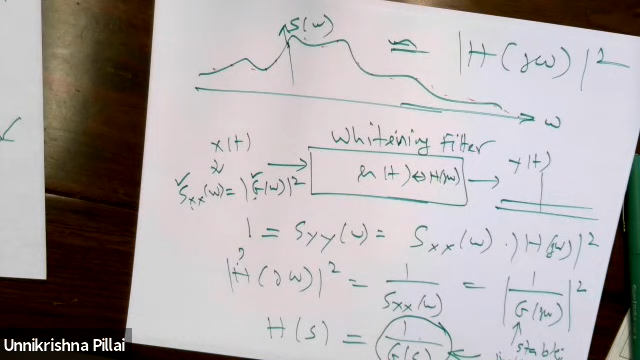 S(ω) ≈ |H(jω)|²
ω
Whitening Filter
x(t) y(t)
Sxx(ω) = |G(ω)|² h(t) ↔ H(jω)
1 = Syy(ω) = Sxx(ω) · |H(jω)|²
|H(jω)|² = 1/Sxx(ω) = |1/G(jω)|²
H(s) = 1/G(s) stable
Unnikrishna Pillai